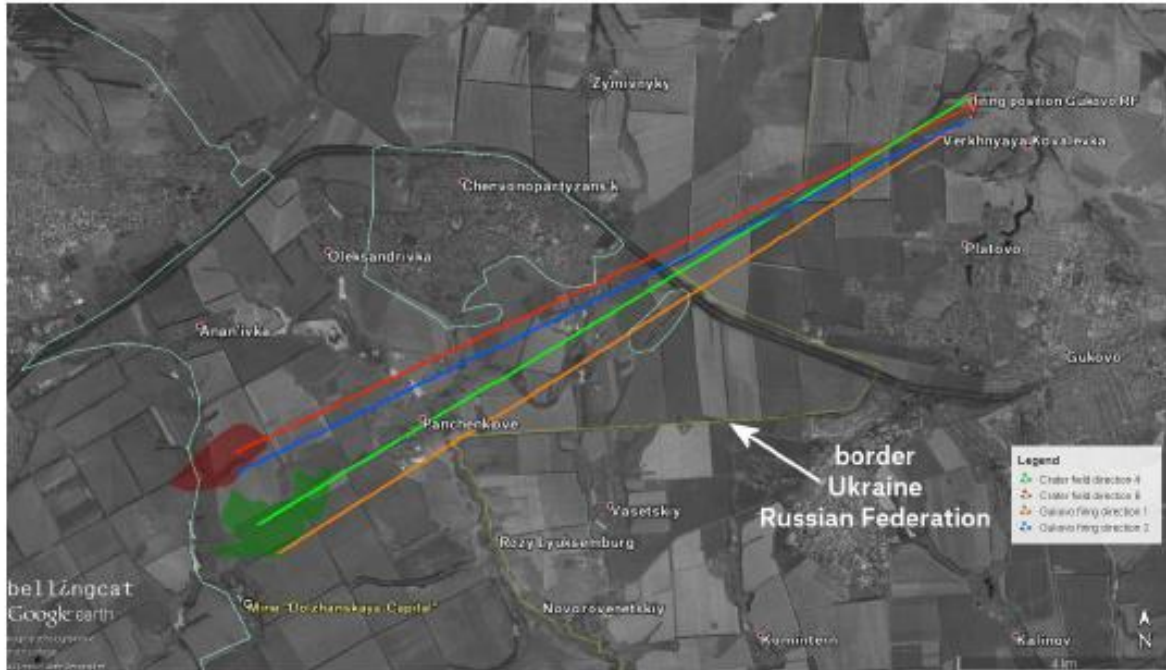 Zymivnyky
firing position Gukovo RF
Verkhnyaya Kovalevka
Chervonopartyzans'k
Oleksandrivka
Platovo
Anan'ivka
Gukovo
Panchenkove
border
Ukraine
Russian Federation
Legend
Crater field direction A
Crater field direction B
Gukovo firing direction 1
Gukovo firing direction 2
Vasetskiy
Rozy Lyuksemburg
bellingcat
Google earth
Mine "Dolzhanskaya-Capital"
Novorovenetskiy
Komintern
Kalinov
N
4 km